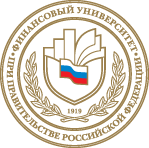 ФИНАНСОВЫЙ УНИВЕРСИТЕТ
ПРИ ПРАВИТЕЛЬСТВЕ РОССИЙСКОЙ ФЕДЕРАЦИИ
1919